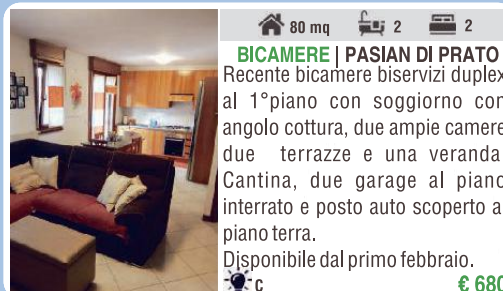 80 mq 2 2
BICAMERE | PASIAN DI PRATO
Recente bicamere biservizi duplex
al 1°piano con soggiorno con
angolo cottura, due ampie camere
due terrazze e una veranda
Cantina, due garage al piano
interrato e posto auto scoperto a
piano terra.
Disponibile dal primo febbraio.
C € 680